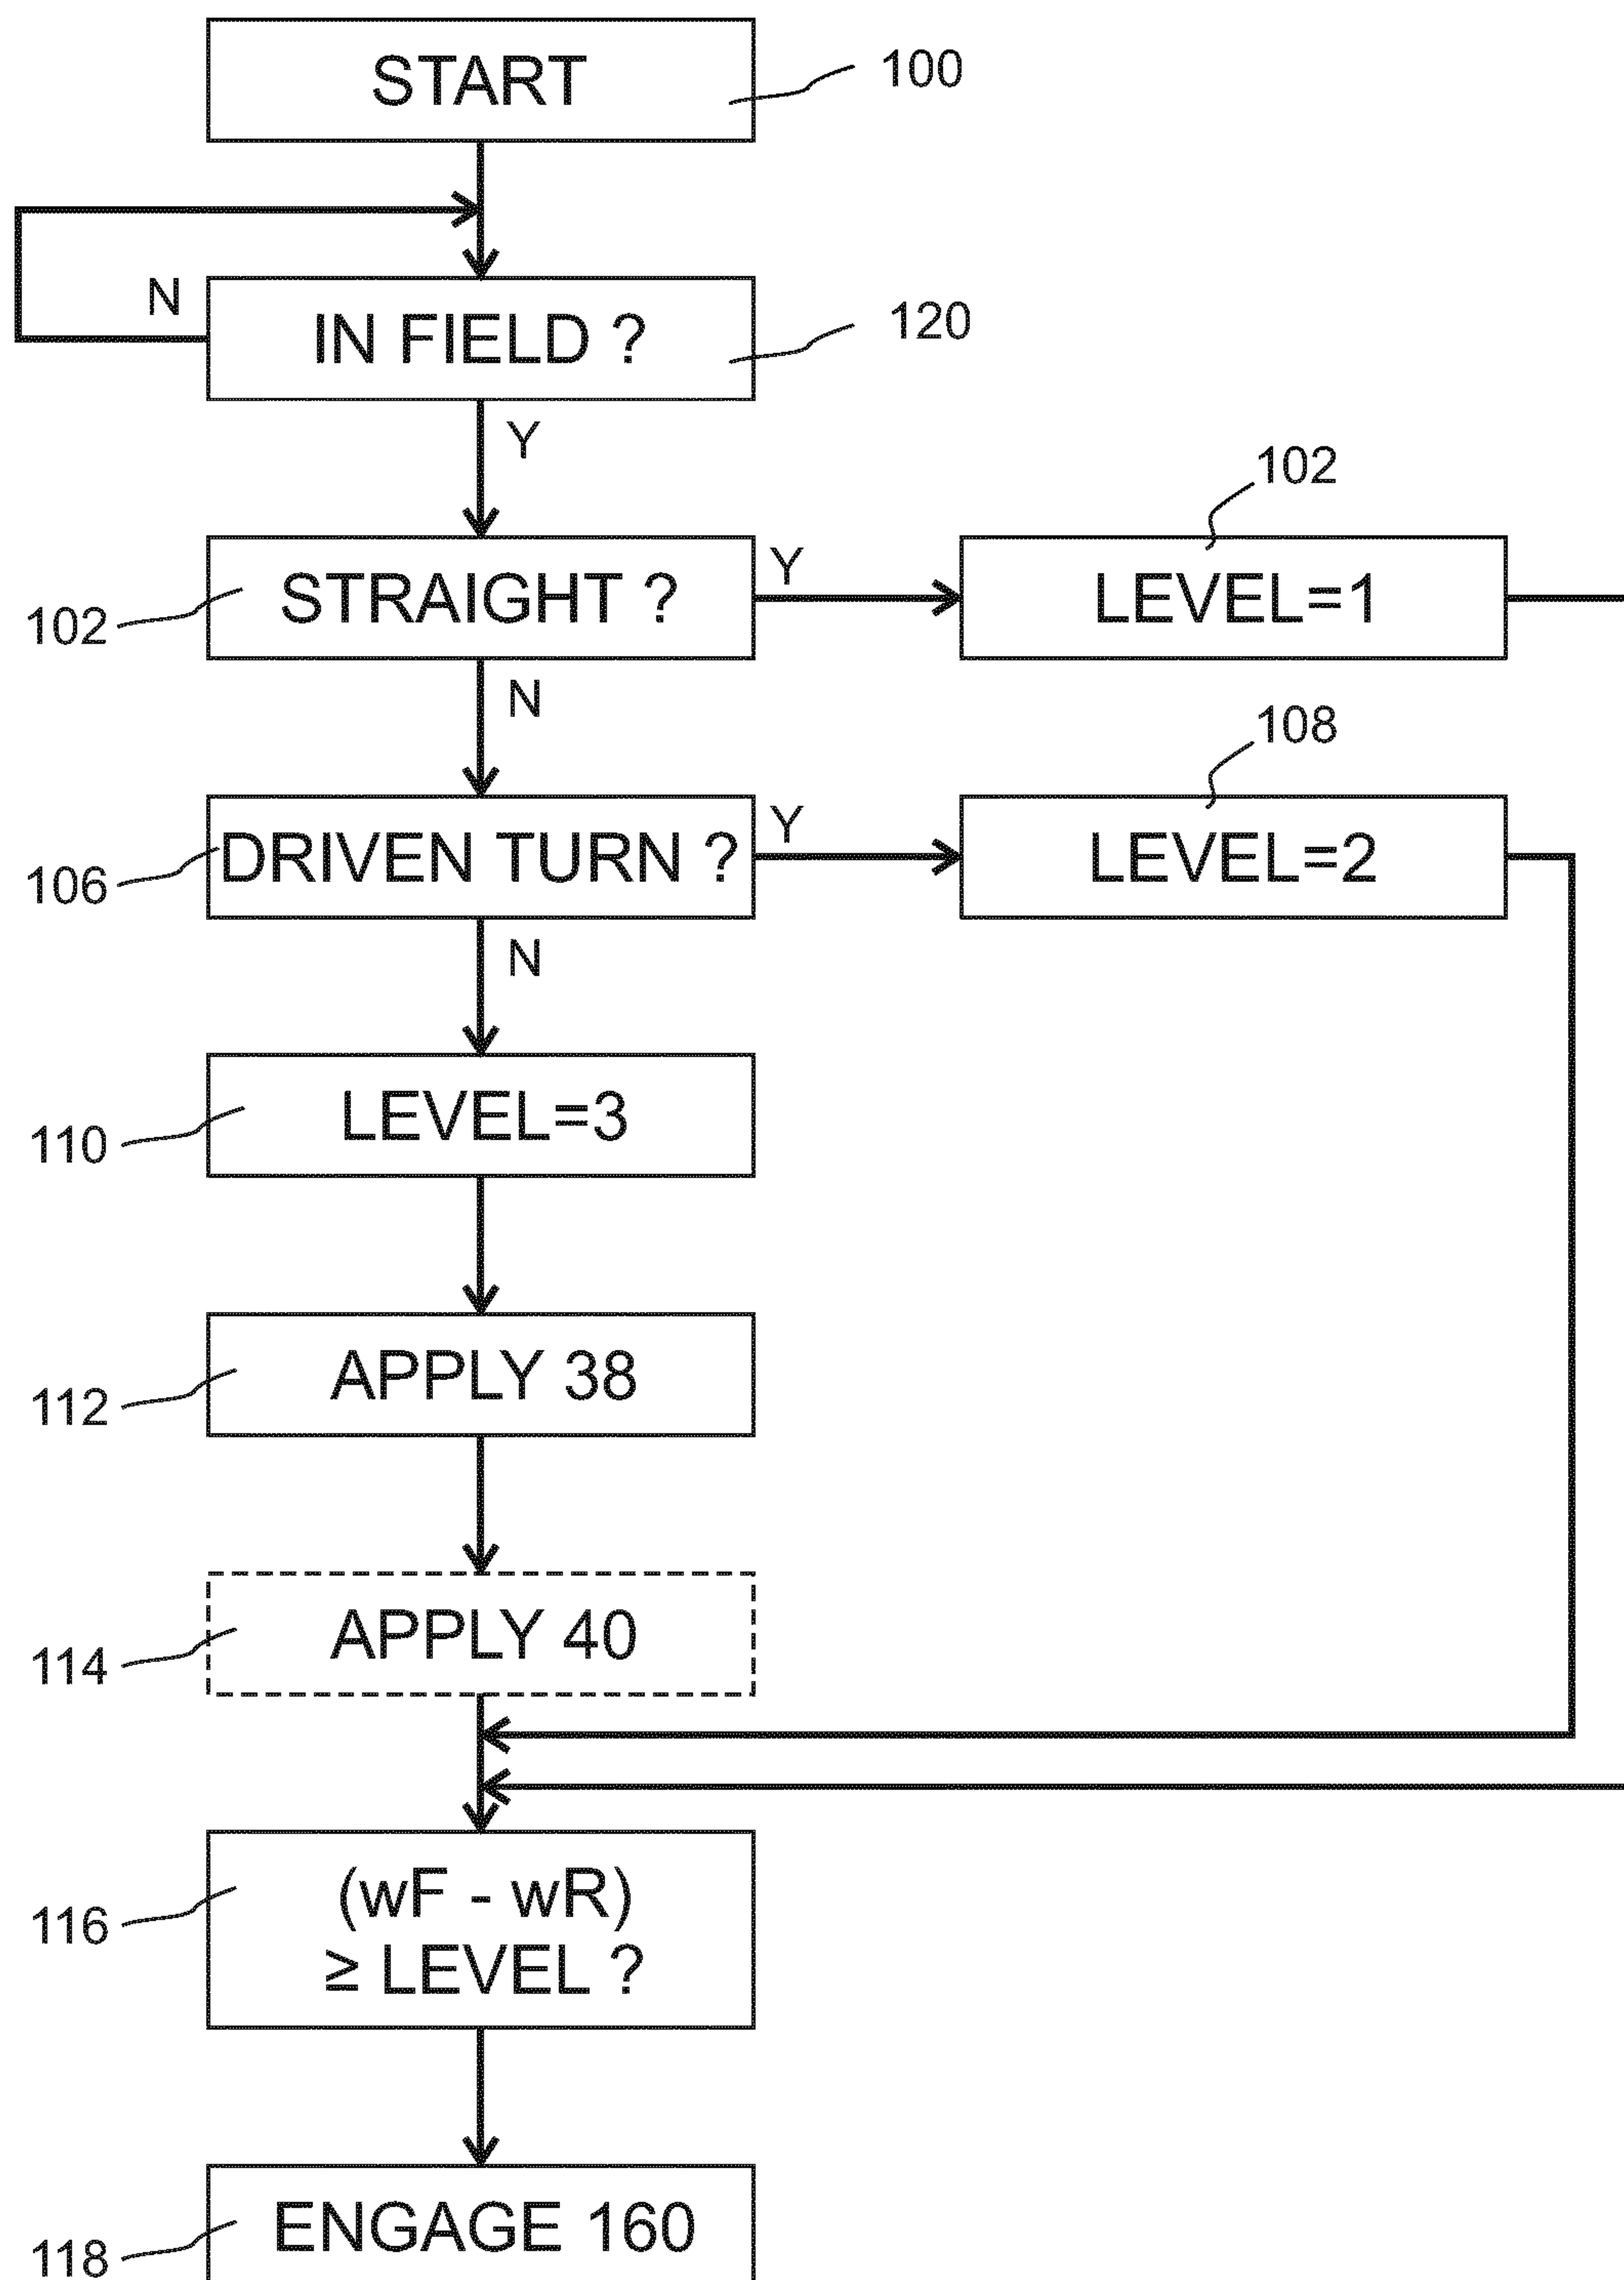 START
100
N
IN FIELD ?
120
Y
102
STRAIGHT ?
Y
LEVEL=1
102
N
108
DRIVEN TURN ?
Y
LEVEL=2
106
N
LEVEL=3
110
APPLY 38
112
APPLY 40
114
(wF - wR)
≥ LEVEL ?
116
ENGAGE 160
118